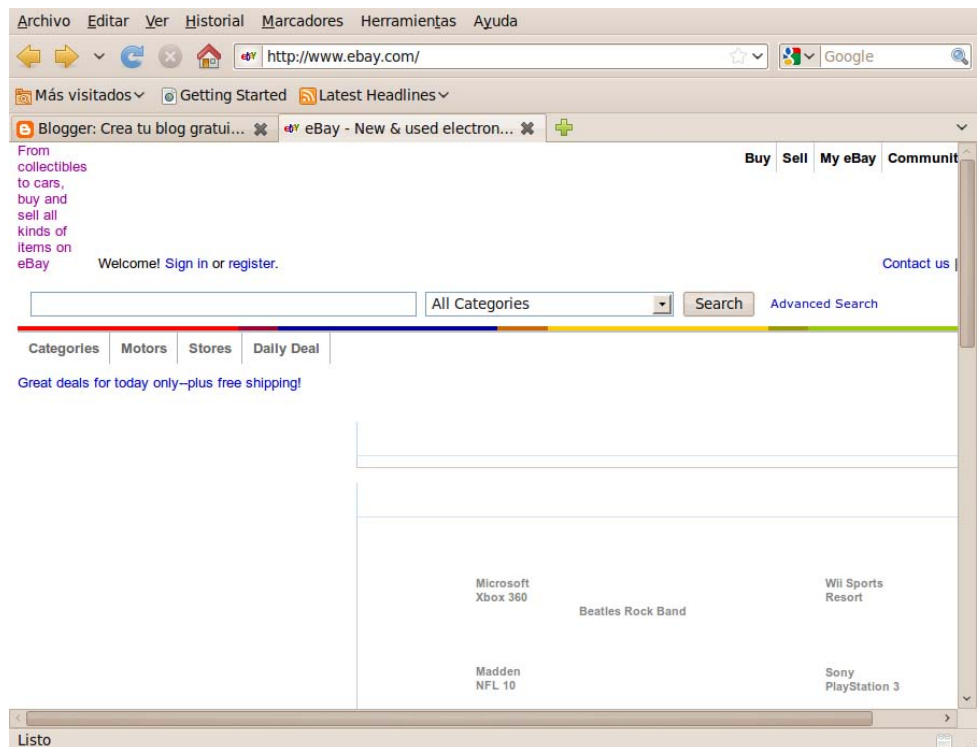 Archivo Editar Ver Historial Marcadores Herramientas Ayuda
ebY http://www.ebay.com/ Google
Más visitados Getting Started Latest Headlines
Blogger: Crea tu blog gratui... ebY eBay - New & used electron...
From
collectibles
to cars,
buy and
sell all
kinds of
items on
eBay
Buy Sell My eBay Communit
Welcome! Sign in or register.
Contact us |
All Categories Search Advanced Search
Categories Motors Stores Daily Deal
Great deals for today only--plus free shipping!
Microsoft
Xbox 360
Beatles Rock Band
Wii Sports
Resort
Madden
NFL 10
Sony
PlayStation 3
Listo